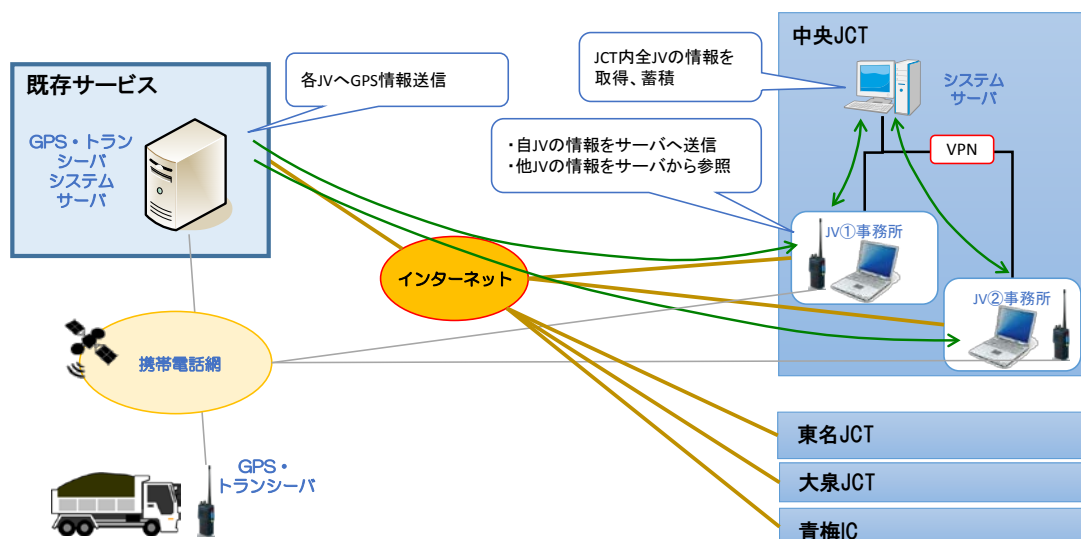 中央JCT
既存サービス
各JVへGPS情報送信
JCT内全JVの情報を
取得、蓄積
システム
サーバ
GPS・トラン
シーバ
システム
サーバ
・自JVの情報をサーバへ送信
・他JVの情報をサーバから参照
VPN
JV①事務所
インターネット
JV②事務所
携帯電話網
東名JCT
GPS・
トランシーバ
大泉JCT
青梅IC